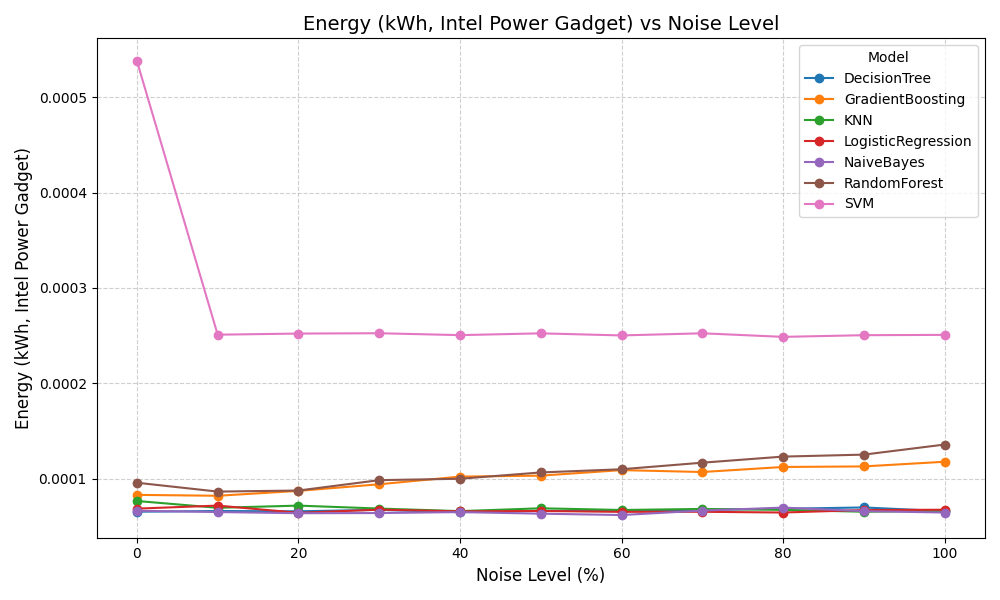 Energy (kWh, Intel Power Gadget) vs Noise Level
Energy (kWh, Intel Power Gadget)
0.0005
0.0004
0.0003
0.0002
0.0001
Model
DecisionTree
GradientBoosting
KNN
LogisticRegression
NaiveBayes
RandomForest
SVM
0 20 40 60 80 100
Noise Level (%)